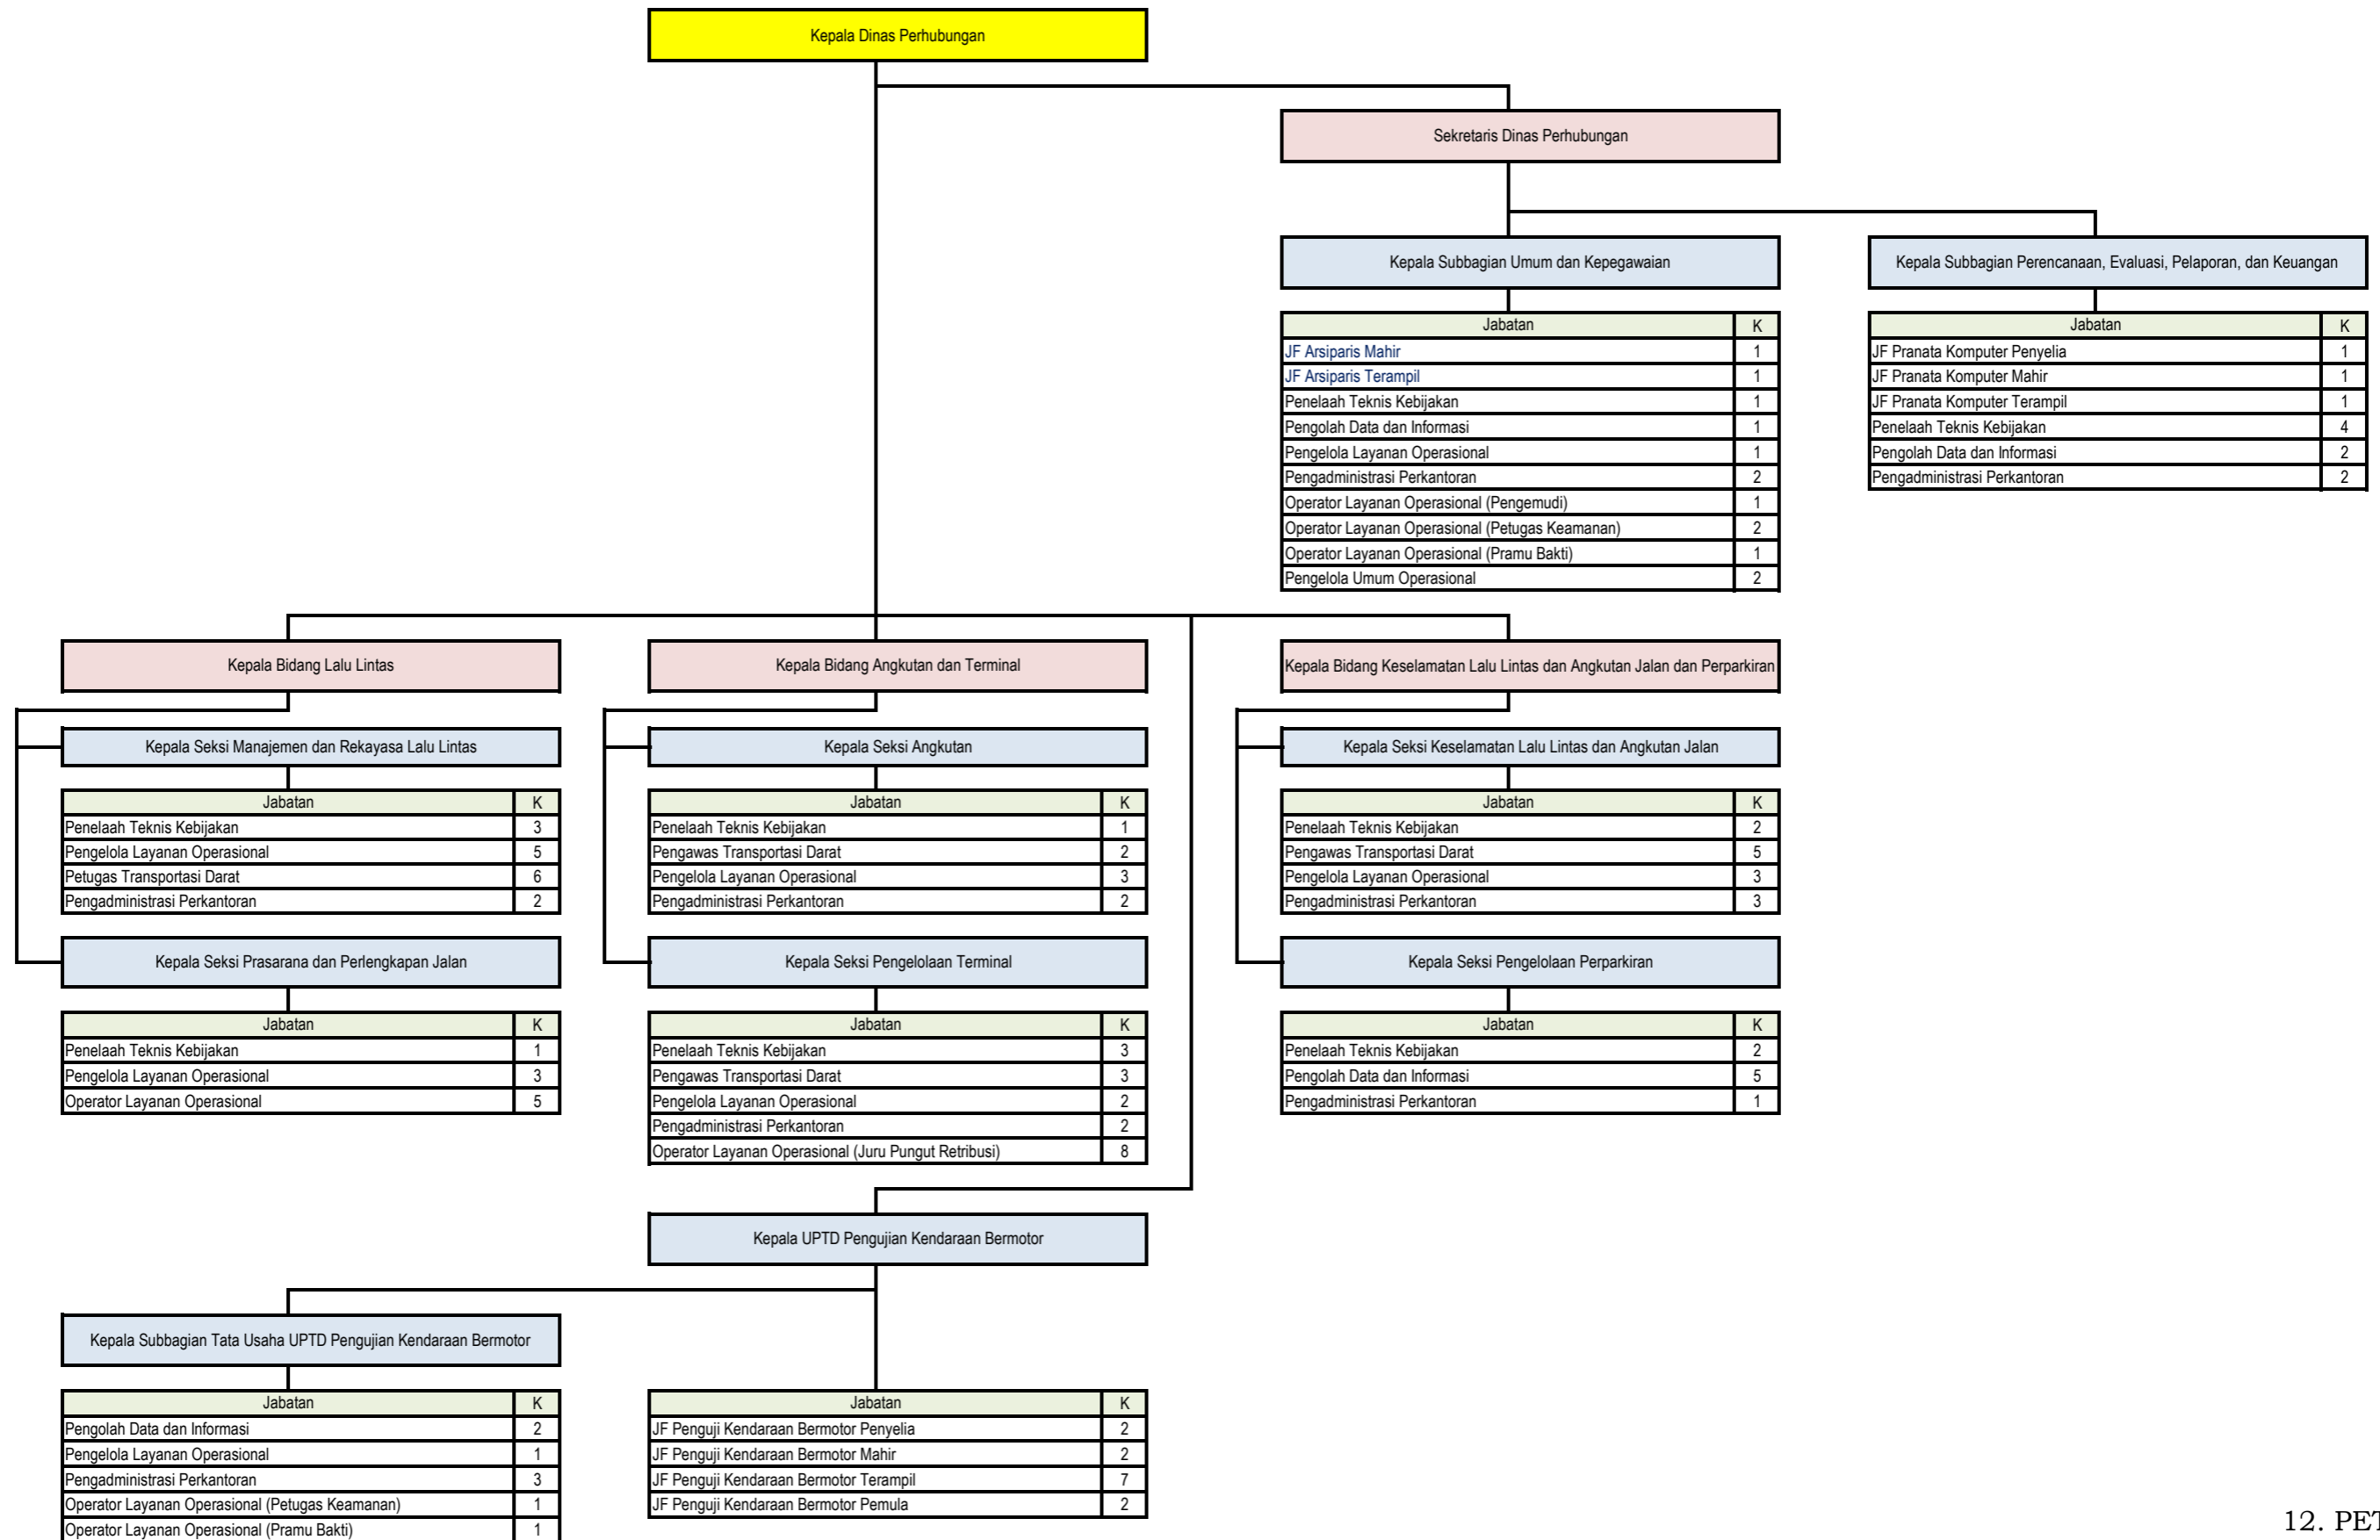 Kepala Dinas Perhubungan
Sekretaris Dinas Perhubungan
Kepala Subbagian Umum dan Kepegawaian
Jabatan K
JF Arsiparis Mahir 1
JF Arsiparis Terampil 1
Penelaah Teknis Kebijakan 1
Pengolah Data dan Informasi 1
Pengelola Layanan Operasional 1
Pengadministrasi Perkantoran 2
Operator Layanan Operasional (Pengemudi) 1
Operator Layanan Operasional (Petugas Keamanan) 2
Operator Layanan Operasional (Pramu Bakti) 1
Pengelola Umum Operasional 2
Kepala Subbagian Perencanaan, Evaluasi, Pelaporan, dan Keuangan
Jabatan K
JF Pranata Komputer Penyelia 1
JF Pranata Komputer Mahir 1
JF Pranata Komputer Terampil 1
Penelaah Teknis Kebijakan 4
Pengolah Data dan Informasi 2
Pengadministrasi Perkantoran 2
Kepala Bidang Lalu Lintas
Kepala Seksi Manajemen dan Rekayasa Lalu Lintas
Jabatan K
Penelaah Teknis Kebijakan 3
Pengelola Layanan Operasional 5
Petugas Transportasi Darat 6
Pengadministrasi Perkantoran 2
Kepala Seksi Prasarana dan Perlengkapan Jalan
Jabatan K
Penelaah Teknis Kebijakan 1
Pengelola Layanan Operasional 3
Operator Layanan Operasional 5
Kepala Bidang Angkutan dan Terminal
Kepala Seksi Angkutan
Jabatan K
Penelaah Teknis Kebijakan 1
Pengawas Transportasi Darat 2
Pengelola Layanan Operasional 3
Pengadministrasi Perkantoran 2
Kepala Seksi Pengelolaan Terminal
Jabatan K
Penelaah Teknis Kebijakan 3
Pengawas Transportasi Darat 3
Pengelola Layanan Operasional 2
Pengadministrasi Perkantoran 2
Operator Layanan Operasional (Juru Pungut Retribusi) 8
Kepala Bidang Keselamatan Lalu Lintas dan Angkutan Jalan dan Perparkiran
Kepala Seksi Keselamatan Lalu Lintas dan Angkutan Jalan
Jabatan K
Penelaah Teknis Kebijakan 2
Pengawas Transportasi Darat 5
Pengelola Layanan Operasional 3
Pengadministrasi Perkantoran 3
Kepala Seksi Pengelolaan Perparkiran
Jabatan K
Penelaah Teknis Kebijakan 2
Pengolah Data dan Informasi 5
Pengadministrasi Perkantoran 1
Kepala UPTD Pengujian Kendaraan Bermotor
Kepala Subbagian Tata Usaha UPTD Pengujian Kendaraan Bermotor
Jabatan K
Pengolah Data dan Informasi 2
Pengelola Layanan Operasional 1
Pengadministrasi Perkantoran 3
Operator Layanan Operasional (Petugas Keamanan) 1
Operator Layanan Operasional (Pramu Bakti) 1
Jabatan K
JF Penguji Kendaraan Bermotor Penyelia 2
JF Penguji Kendaraan Bermotor Mahir 2
JF Penguji Kendaraan Bermotor Terampil 7
JF Penguji Kendaraan Bermotor Pemula 2
12. PET